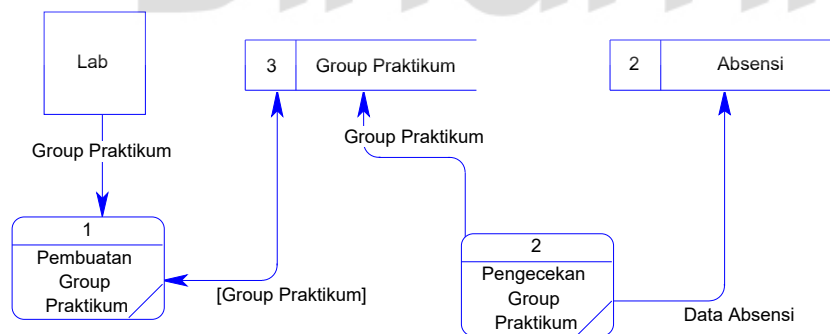 Lab
3 Group Praktikum
2 Absensi
Group Praktikum
Group Praktikum
1
Pembuatan
Group
Praktikum
[Group Praktikum]
2
Pengecekan
Group
Praktikum
Data Absensi